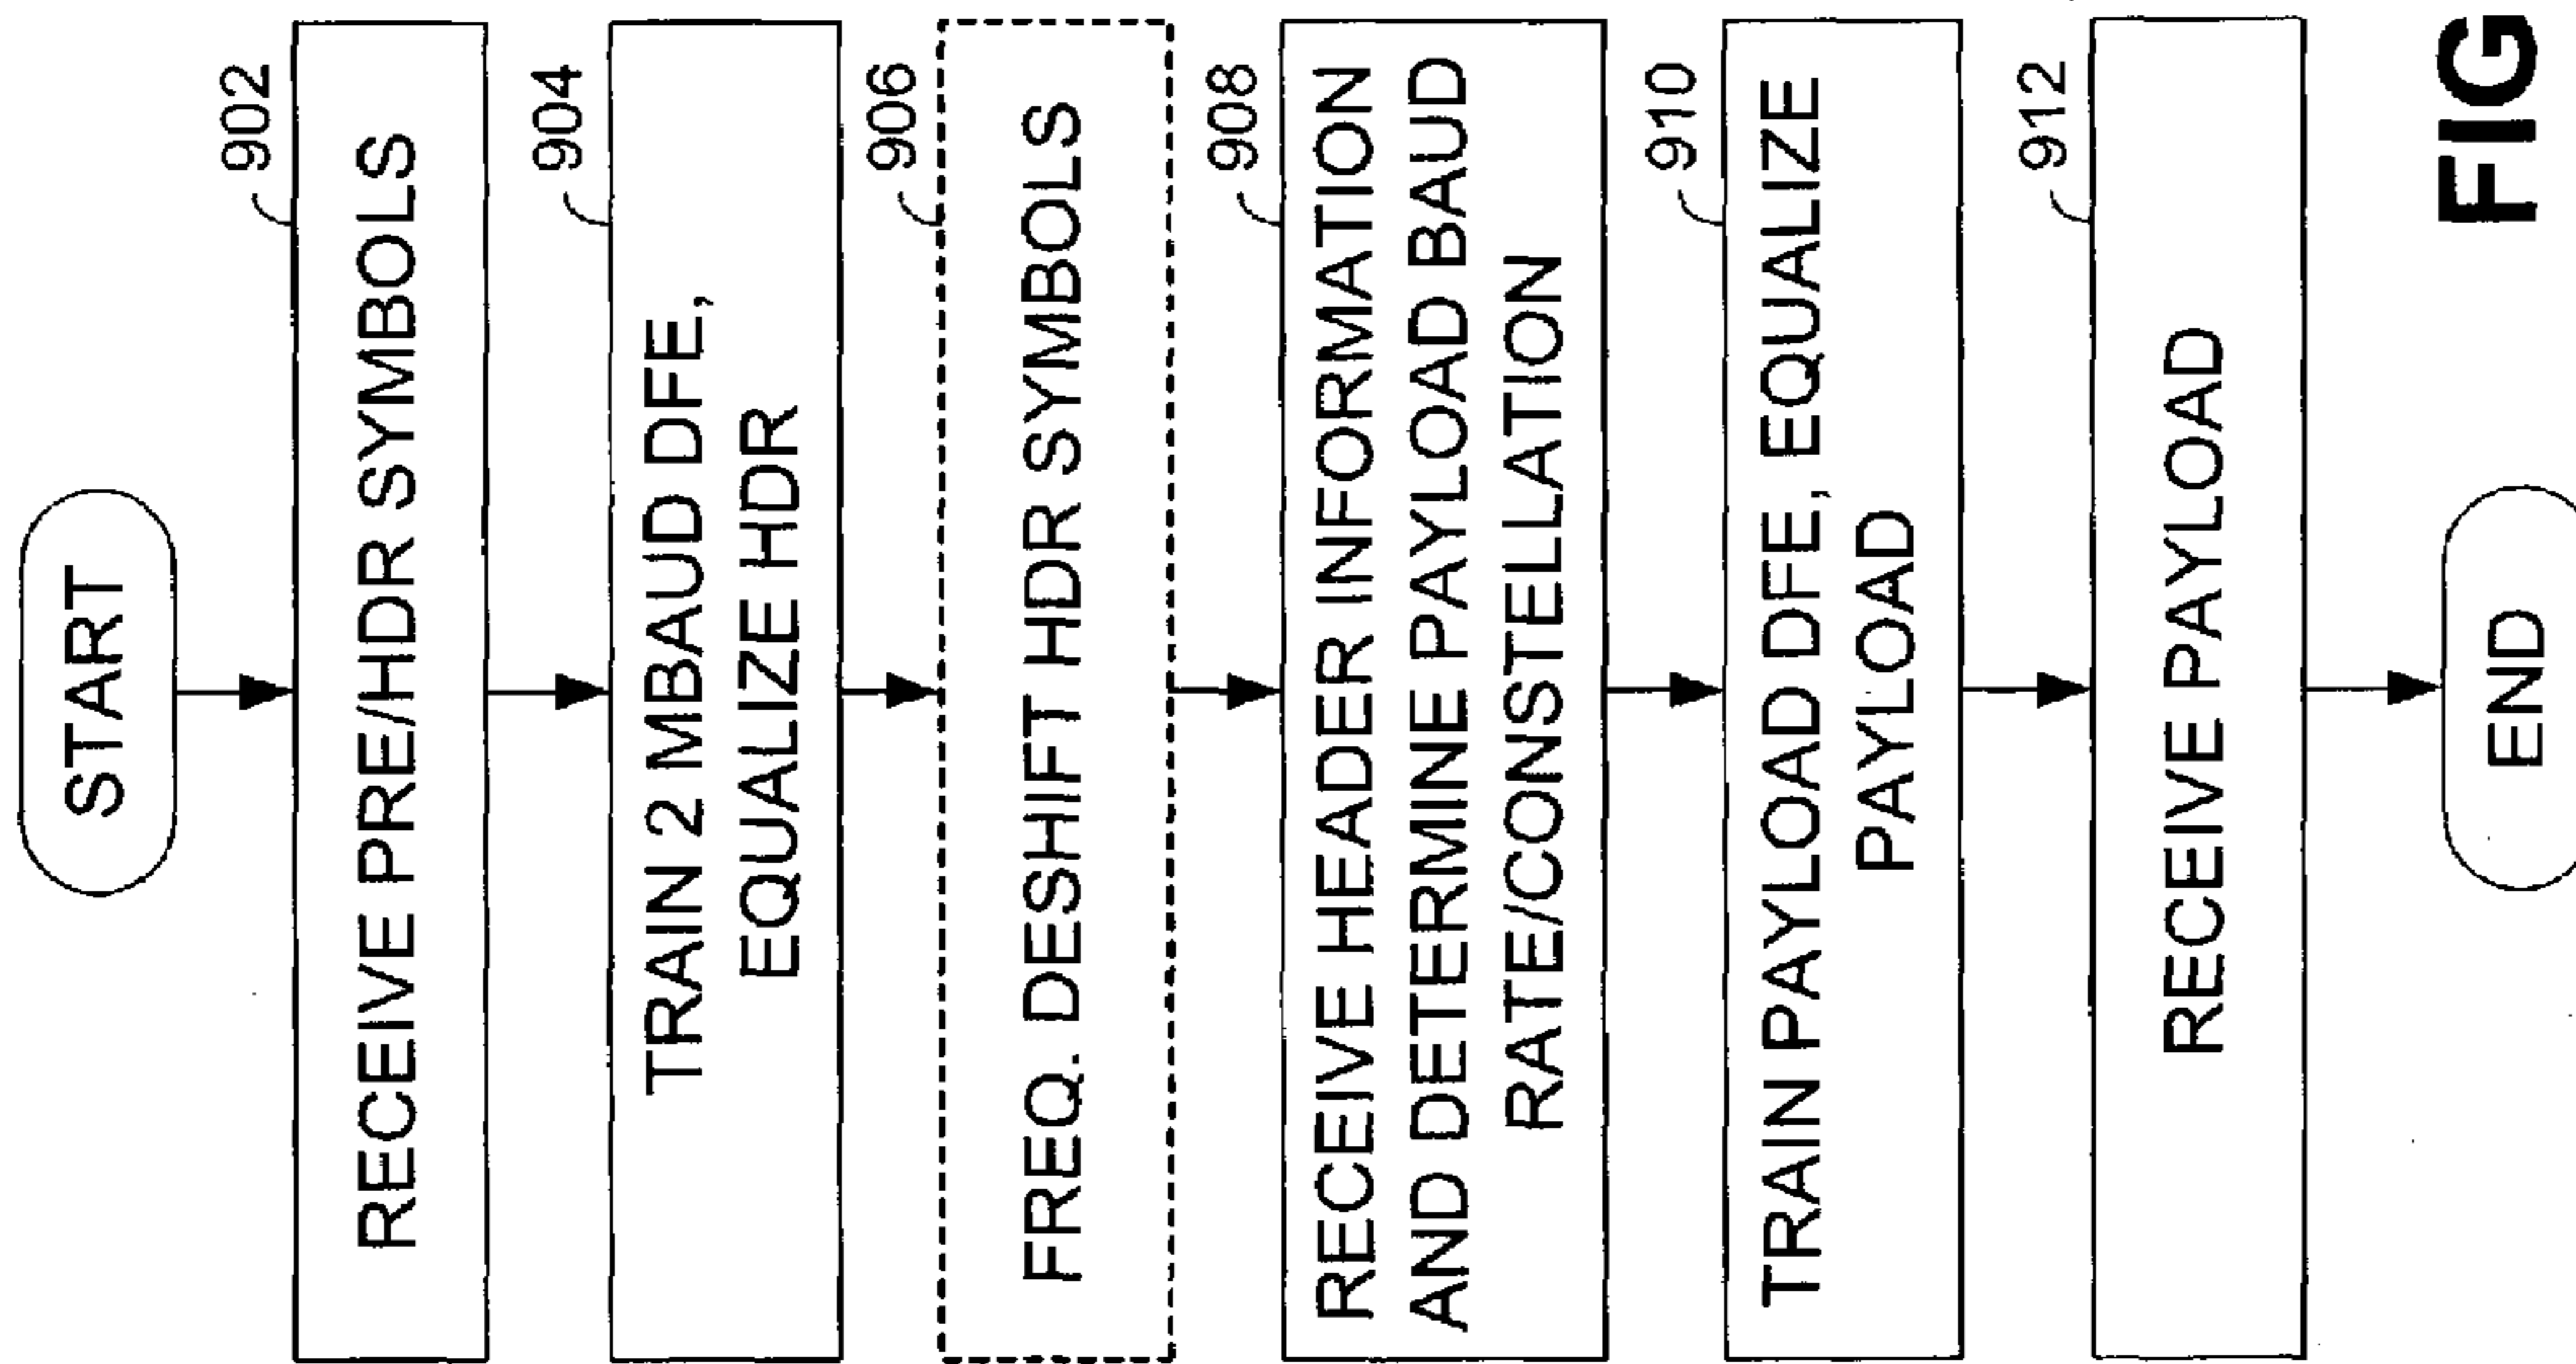 START
902
RECEIVE PRE/HDR SYMBOLS
904
TRAIN 2 MBAUD DFE,
EQUALIZE HDR
906
FREQ. DESHIFT HDR SYMBOLS
908
RECEIVE HEADER INFORMATION
AND DETERMINE PAYLOAD BAUD
RATE/CONSTELLATION
910
TRAIN PAYLOAD DFE, EQUALIZE
PAYLOAD
912
RECEIVE PAYLOAD
END
FIG